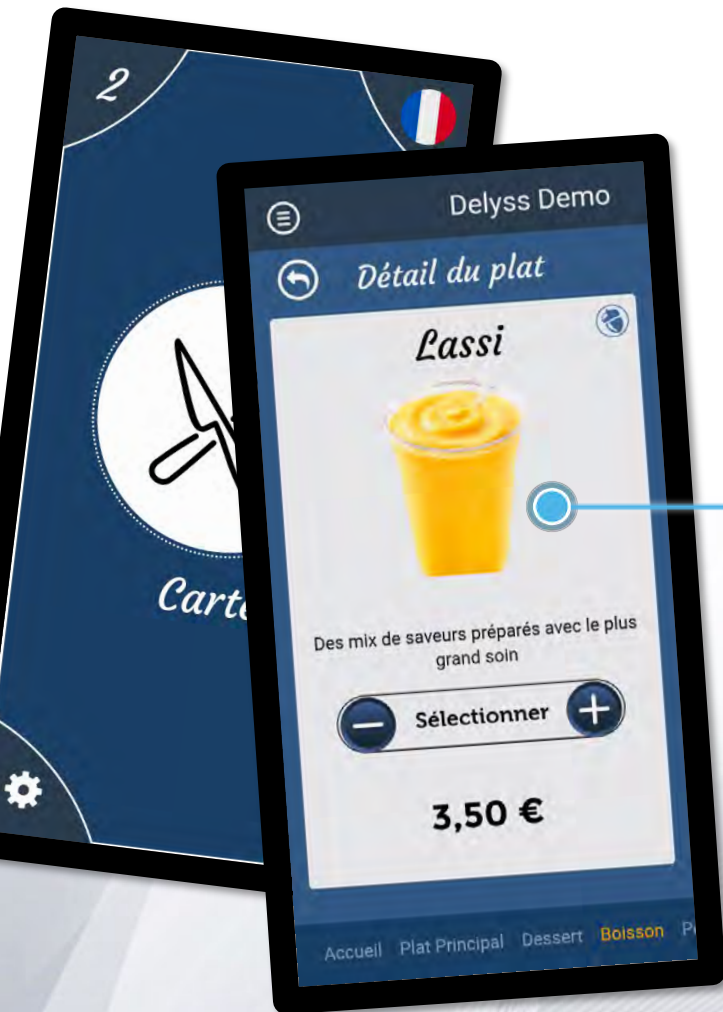 2
Carte
Delyss Demo
Détail du plat
Lassi
Des mix de saveurs préparés avec le plus
grand soin
Sélectionner
3,50 €
Accueil Plat Principal Dessert Boisson